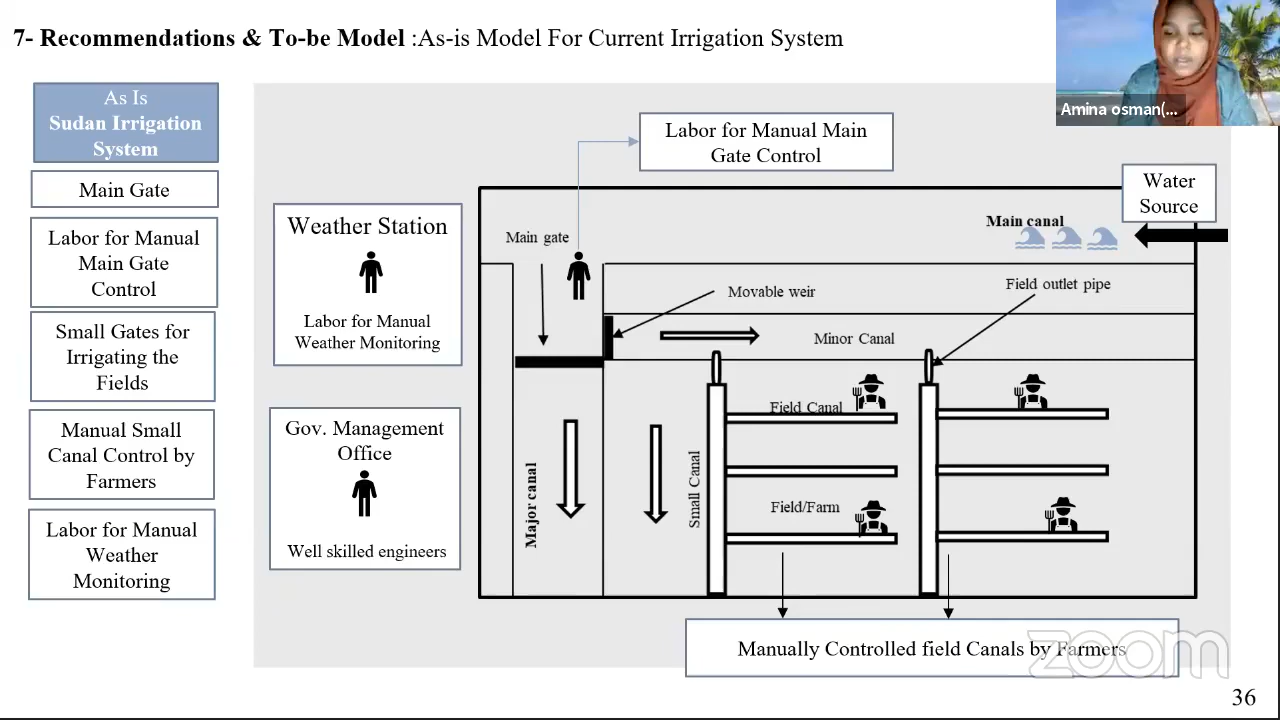 7- Recommendations & To-be Model :As-is Model For Current Irrigation System
Amina osman(...
As Is
Sudan Irrigation
System
Main Gate
Labor for Manual
Main Gate
Control
Small Gates for
Irrigating the
Fields
Manual Small
Canal Control by
Farmers
Labor for Manual
Weather
Monitoring
Weather Station
Labor for Manual
Weather Monitoring
Gov. Management
Office
Well skilled engineers
Labor for Manual Main
Gate Control
Water
Source
Main canal
Main gate
Movable weir
Field outlet pipe
Minor Canal
Field Canal
Small Canal
Major canal
Field/Farm
Manually Controlled field Canals by Farmers
zoom
36